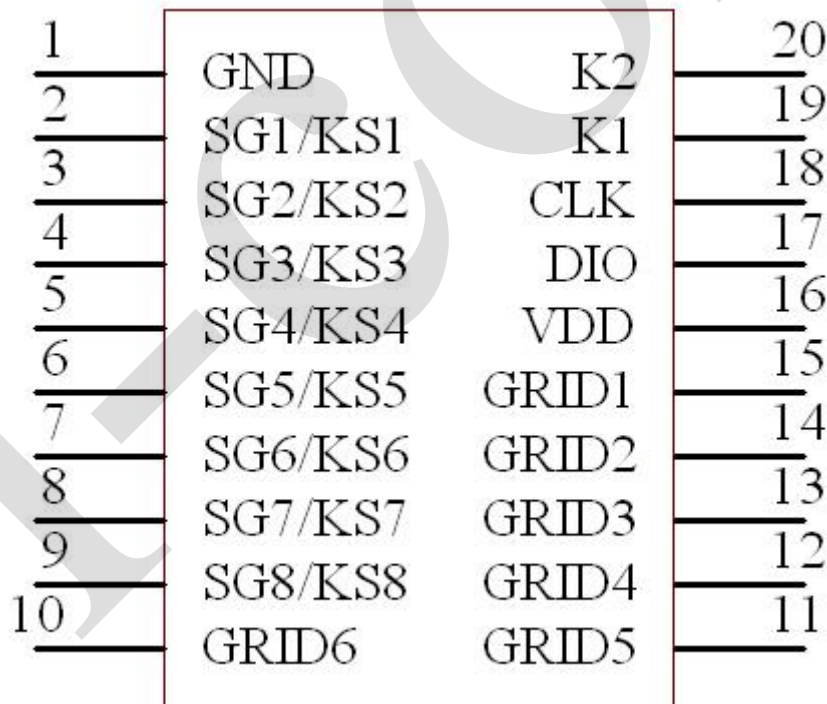 1 GND K2 20
2 SG1/KS1 K1 19
3 SG2/KS2 CLK 18
4 SG3/KS3 DIO 17
5 SG4/KS4 VDD 16
6 SG5/KS5 GRID1 15
7 SG6/KS6 GRID2 14
8 SG7/KS7 GRID3 13
9 SG8/KS8 GRID4 12
10 GRID6 GRID5 11